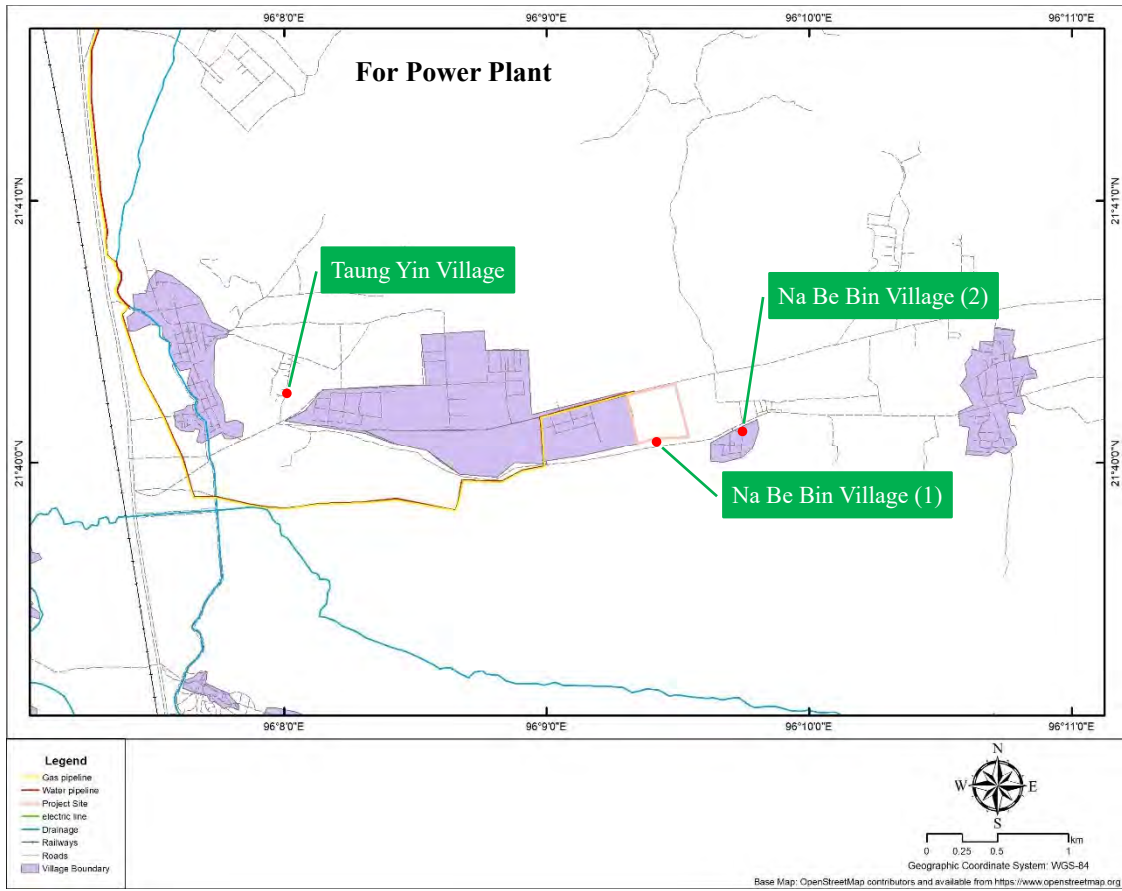 96°8'0"E
96°9'0"E
96°10'0"E
96°11'0"E
For Power Plant
21°41'0"N
21°41'0"N
Taung Yin Village
Na Be Bin Village (2)
21°40'0"N
21°40'0"N
Na Be Bin Village (1)
96°8'0"E
96°9'0"E
96°10'0"E
96°11'0"E
Legend
Gas pipeline
Water pipeline
Project Site
electric line
Drainage
Railways
Roads
Village Boundary
N
W
E
S
km
0 0.25 0.5 1
Geographic Coordinate System: WGS-84
Base Map: OpenStreetMap contributors and available from https://www.openstreetmap.org